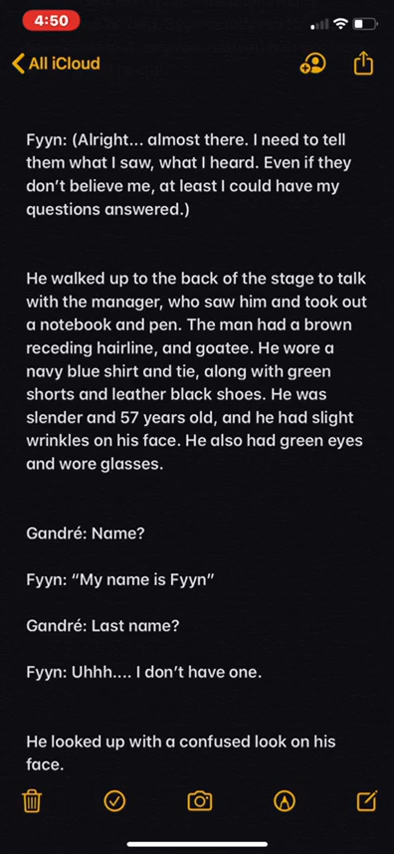 4:50
All iCloud
Fyyn: (Alright... almost there. I need to tell
them what I saw, what I heard. Even if they
don’t believe me, at least I could have my
questions answered.)
He walked up to the back of the stage to talk
with the manager, who saw him and took out
a notebook and pen. The man had a brown
receding hairline, and goatee. He wore a
navy blue shirt and tie, along with green
shorts and leather black shoes. He was
slender and 57 years old, and he had slight
wrinkles on his face. He also had green eyes
and wore glasses.
Gandré: Name?
Fyyn: “My name is Fyyn”
Gandré: Last name?
Fyyn: Uhhh.... I don’t have one.
He looked up with a confused look on his
face.